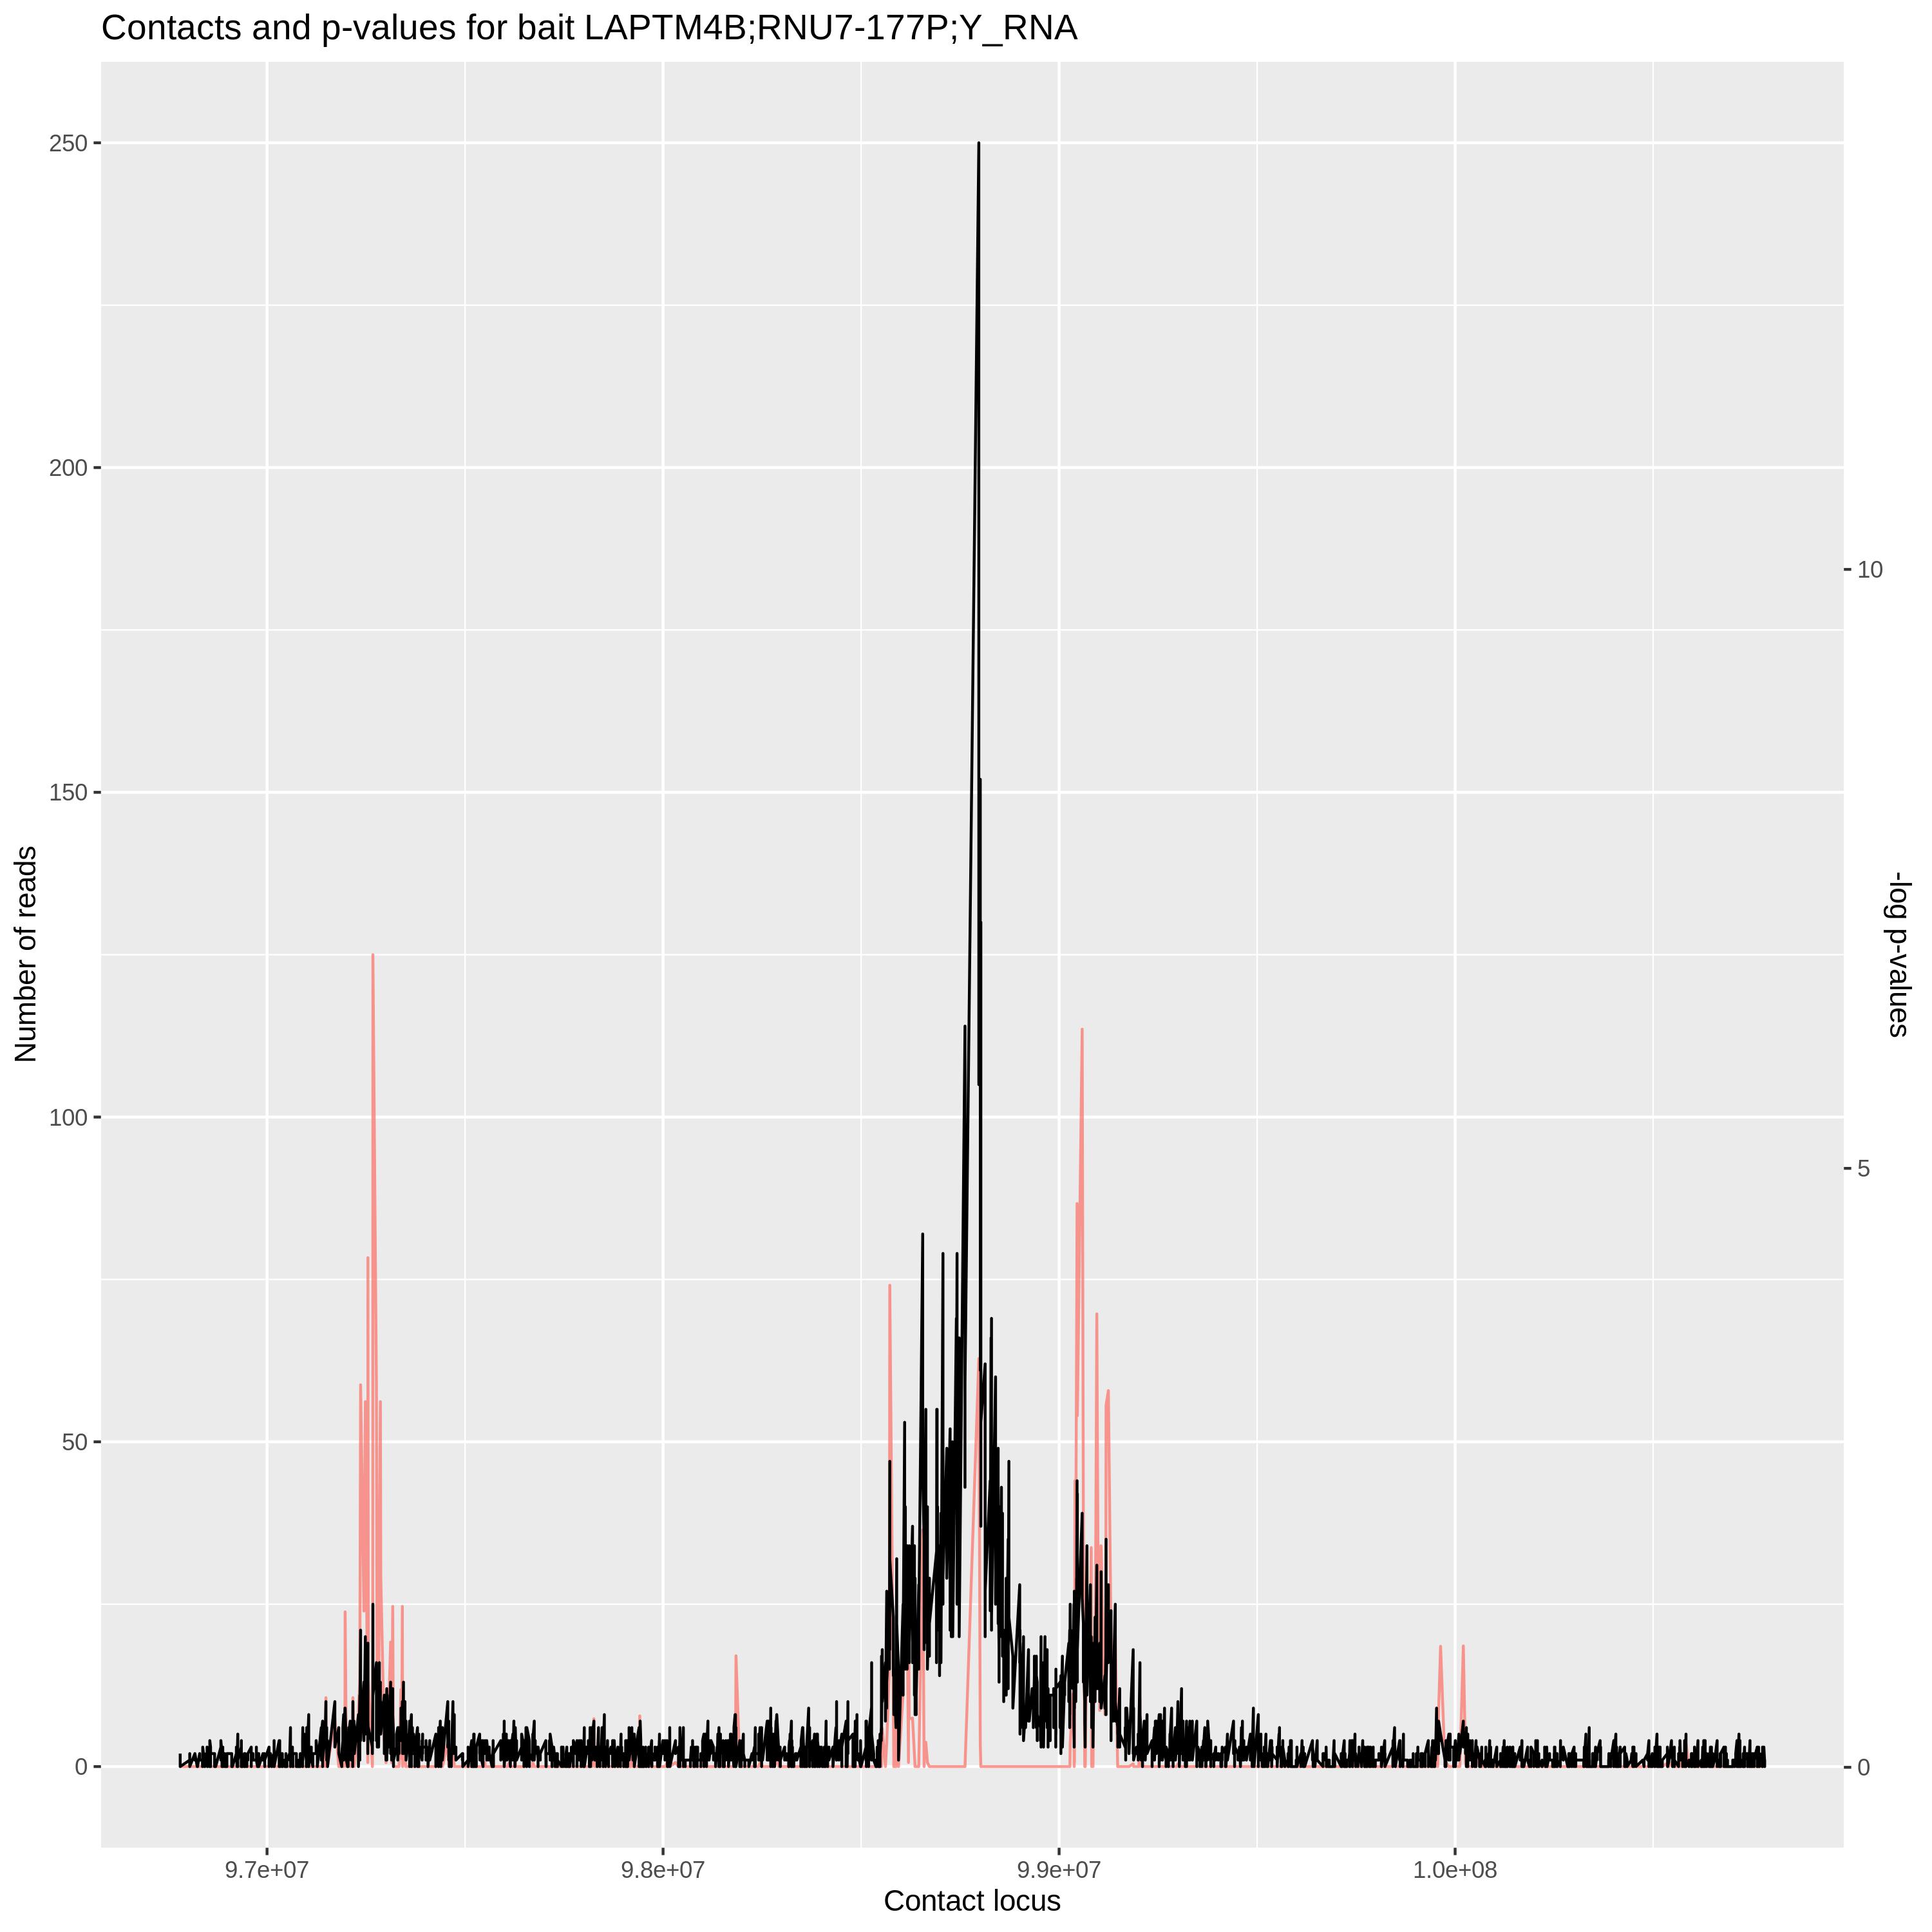 Contacts and p-values for bait LAPTM4B;RNU7-177P;Y_RNA
250
200
150
100
50
0
Number of reads
10
5
0
-log p-values
9.7e+07
9.8e+07
9.9e+07
1.0e+08
Contact locus